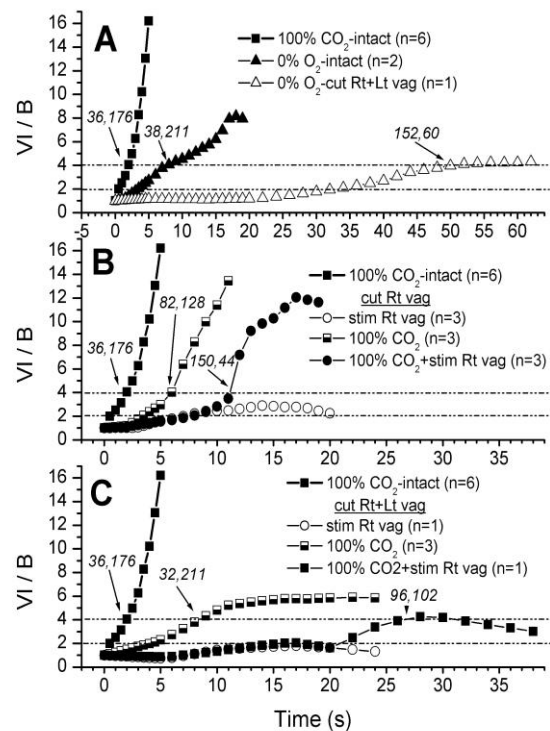 A
VI / B
16
14
12
10
8
6
4
2
0
100% CO2-intact (n=6)
0% O2-intact (n=2)
0% O2-cut Rt+Lt vag (n=1)
36,176
38,211
152,60
-5 0 5 10 15 20 25 30 35 40 45 50 55 60 65
B
VI / B
16
14
12
10
8
6
4
2
0
100% CO2-intact (n=6)
cut Rt vag
stim Rt vag (n=3)
100% CO2 (n=3)
100% CO2+stim Rt vag (n=3)
36,176
82,128
150,44
0 5 10 15 20 25 30 35 40
C
VI / B
16
14
12
10
8
6
4
2
0
100% CO2-intact (n=6)
cut Rt+Lt vag
stim Rt vag (n=1)
100% CO2 (n=3)
100% CO2+stim Rt vag (n=1)
36,176
32,211
96,102
0 5 10 15 20 25 30 35 40
Time (s)